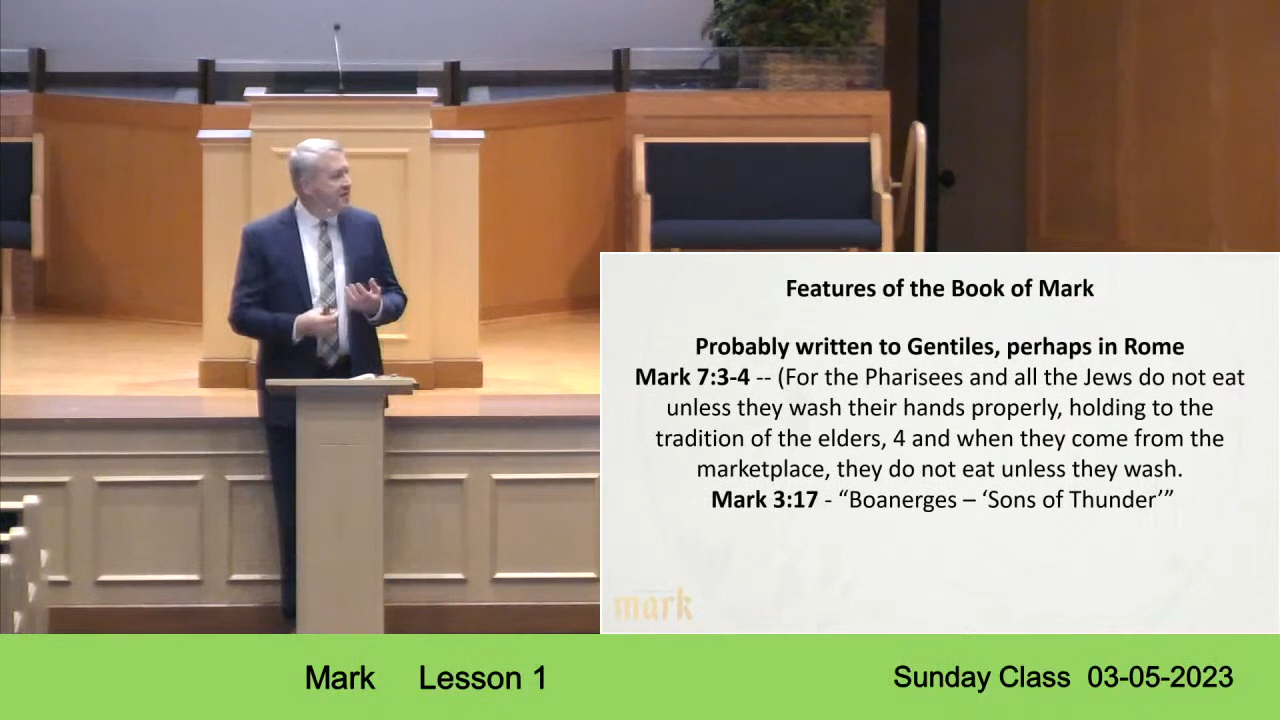 Features of the Book of Mark
Probably written to Gentiles, perhaps in Rome
Mark 7:3-4 -- (For the Pharisees and all the Jews do not eat
unless they wash their hands properly, holding to the
tradition of the elders, 4 and when they come from the
marketplace, they do not eat unless they wash.
Mark 3:17 - “Boanerges – ‘Sons of Thunder’”
mark
Mark Lesson 1
Sunday Class 03-05-2023